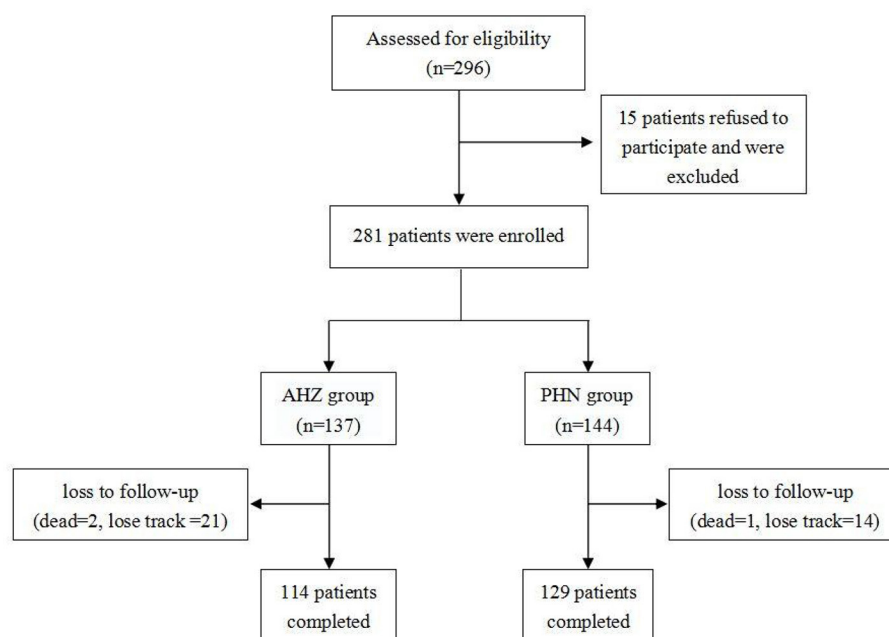 Assessed for eligibility
(n=296)
15 patients refused to
participate and were
excluded
281 patients were enrolled
AHZ group
(n=137)
PHN group
(n=144)
loss to follow-up
(dead=2, lose track =21)
loss to follow-up
(dead=1, lose track=14)
114 patients
completed
129 patients
completed